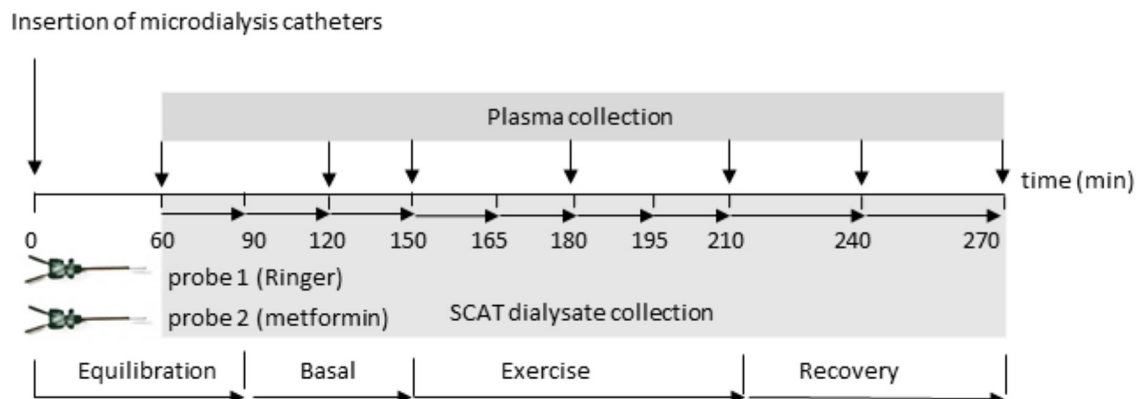 Insertion of microdialysis catheters
Plasma collection
time (min)
0 60 90 120 150 165 180 195 210 240 270
probe 1 (Ringer)
probe 2 (metformin)
SCAT dialysate collection
Equilibration Basal Exercise Recovery